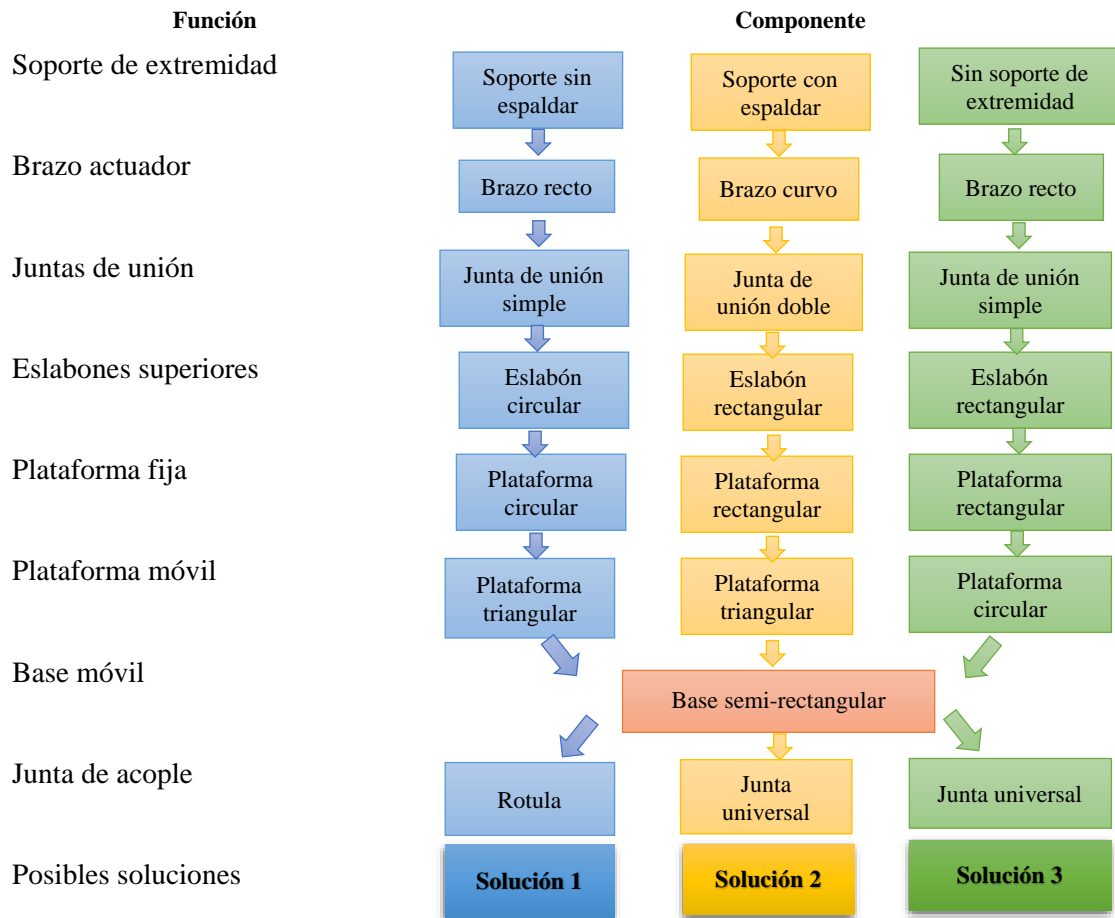 Función
Componente
Soporte de extremidad
Soporte sin
espaldar
Soporte con
espaldar
Sin soporte de
extremidad
Brazo actuador
Brazo recto
Brazo curvo
Brazo recto
Juntas de unión
Junta de unión
simple
Junta de
unión doble
Junta de unión
simple
Eslabones superiores
Eslabón
circular
Eslabón
rectangular
Eslabón
rectangular
Plataforma fija
Plataforma
circular
Plataforma
rectangular
Plataforma
rectangular
Plataforma móvil
Plataforma
triangular
Plataforma
triangular
Plataforma
circular
Base móvil
Base semi-rectangular
Junta de acople
Rotula
Junta
universal
Junta universal
Posibles soluciones
Solución 1
Solución 2
Solución 3